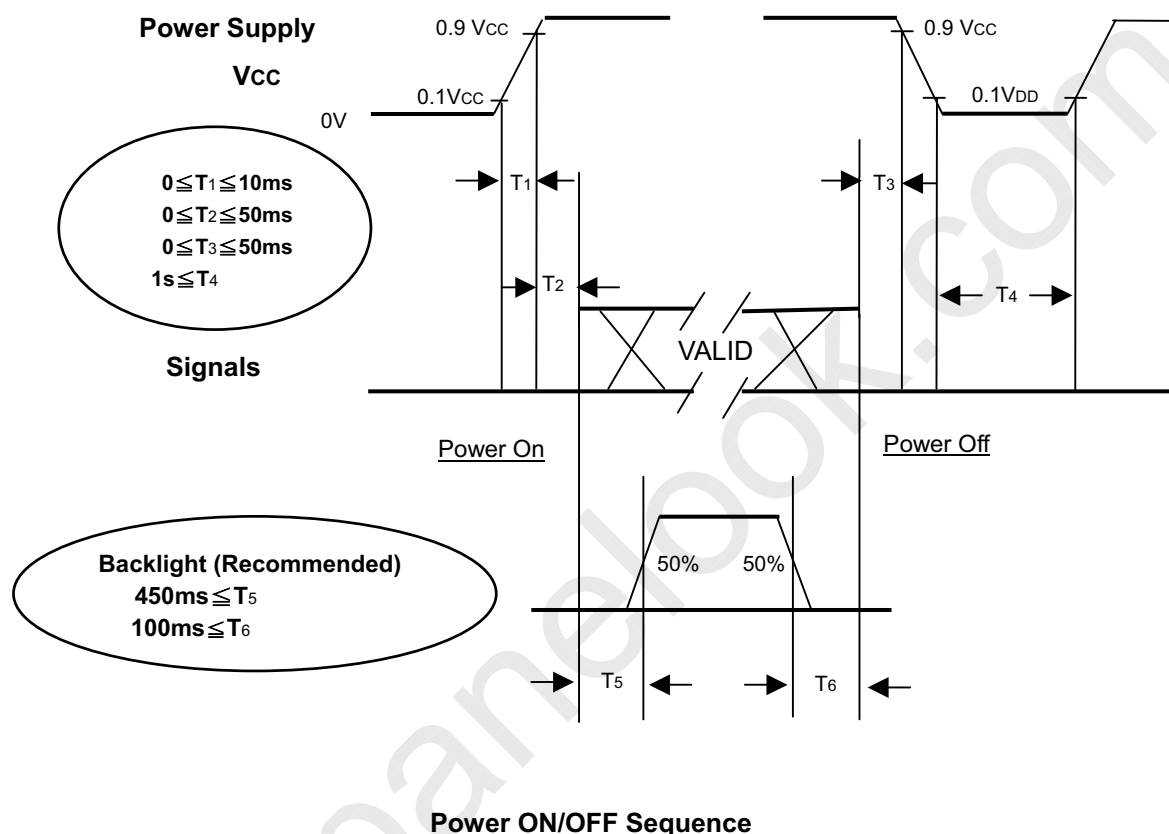 Power Supply
0.9 VCC
0.9 VCC
VCC
0.1VCC
0.1VDD
0V
0≦T1≦10ms
0≦T2≦50ms
0≦T3≦50ms
1s≦T4
T1
T3
T2
T4
VALID
Signals
Power On
Power Off
Backlight (Recommended)
450ms≦T5
100ms≦T6
50%
50%
T5
T6
Power ON/OFF Sequence
panelook.com